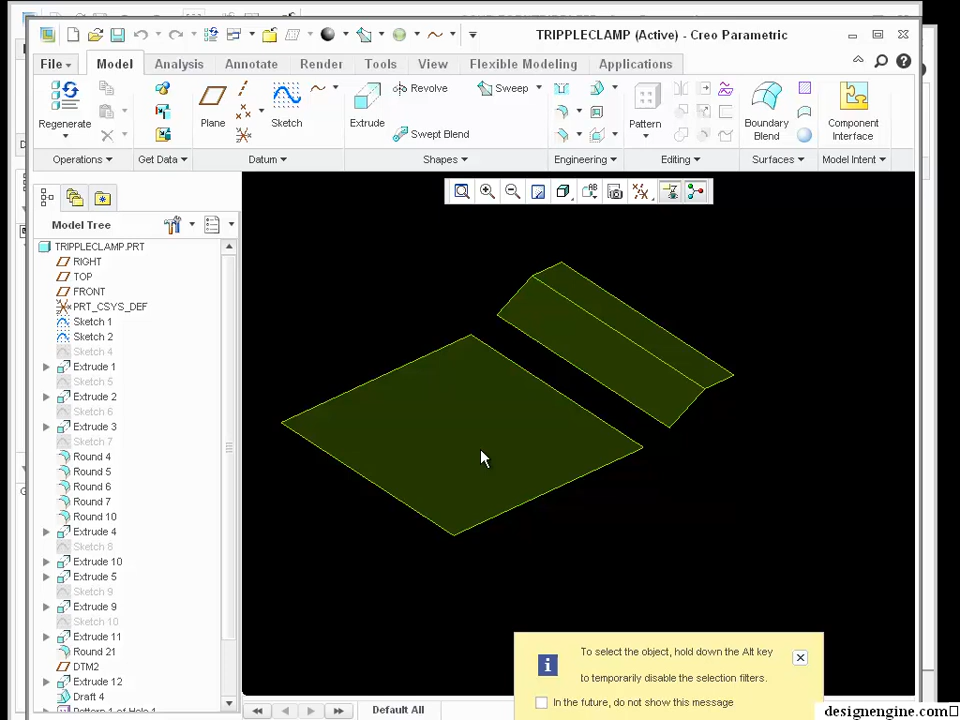 TRIPPLECLAMP (Active) - Creo Parametric
File Model Analysis Annotate Render Tools View Flexible Modeling Applications
Regenerate Plane Sketch Extrude Revolve Sweep Swept Blend Pattern Boundary Blend Component Interface
Operations Get Data Datum Shapes Engineering Editing Surfaces Model Intent
Model Tree
TRIPPLECLAMP.PRT
RIGHT
TOP
FRONT
PRT_CSYS_DEF
Sketch 1
Sketch 2
Sketch 4
Extrude 1
Sketch 5
Extrude 2
Sketch 6
Extrude 3
Sketch 7
Round 4
Round 5
Round 6
Round 7
Round 10
Extrude 4
Sketch 8
Extrude 10
Extrude 5
Sketch 9
Extrude 9
Sketch 10
Extrude 11
Round 21
DTM2
Extrude 12
Draft 4
Pattern 1 of Hole 1
To select the object, hold down the Alt key
to temporarily disable the selection filters.
In the future, do not show this message
Default All
designengine.com